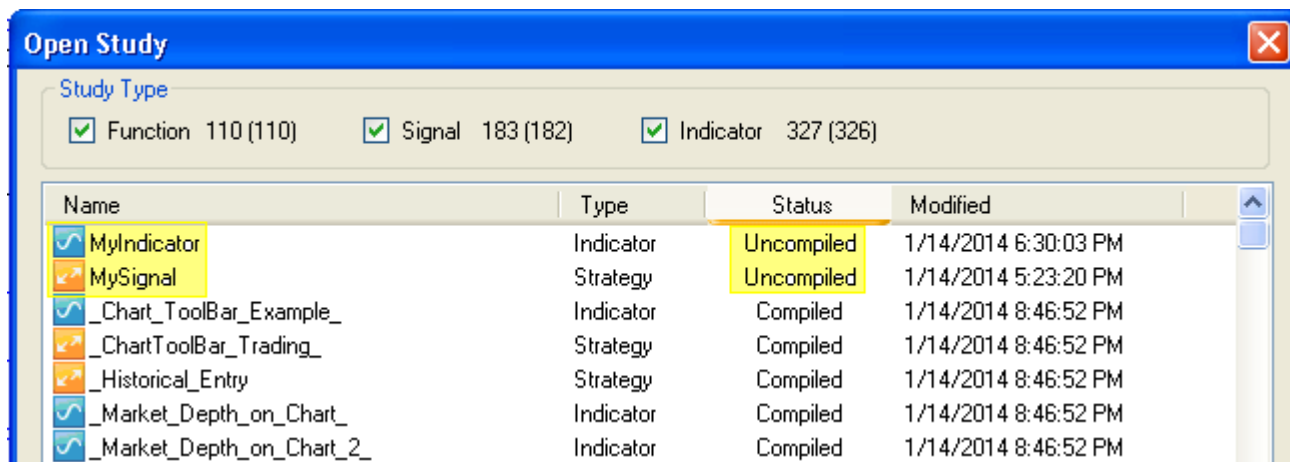 Open Study
Study Type
Function 110 (110) Signal 183 (182) Indicator 327 (326)
Name Type Status Modified
MyIndicator Indicator Uncompiled 1/14/2014 6:30:03 PM
MySignal Strategy Uncompiled 1/14/2014 5:23:20 PM
_Chart_ToolBar_Example_ Indicator Compiled 1/14/2014 8:46:52 PM
_ChartToolBar_Trading_ Strategy Compiled 1/14/2014 8:46:52 PM
_Historical_Entry Strategy Compiled 1/14/2014 8:46:52 PM
_Market_Depth_on_Chart_ Indicator Compiled 1/14/2014 8:46:52 PM
_Market_Depth_on_Chart_2_ Indicator Compiled 1/14/2014 8:46:52 PM